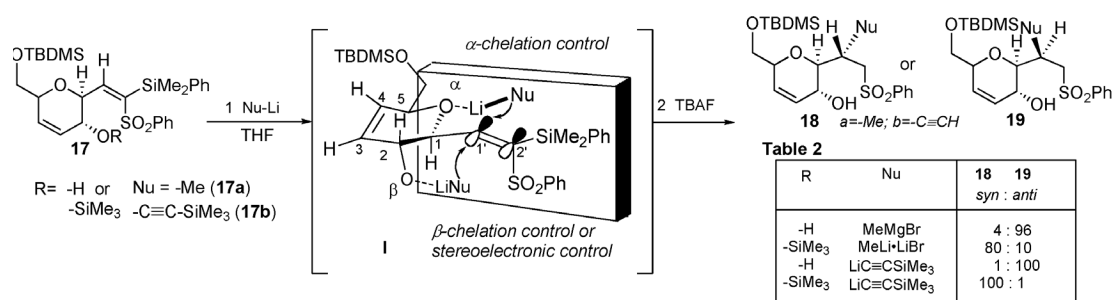 OTBDMS
O
H
H
SiMe₂Ph
SO₂Ph
OR
17
1 Nu-Li
THF
R= -H or
-SiMe₃
Nu = -Me (17a)
-C≡C-SiMe₃ (17b)
α-chelation control
TBDMSO
α
H
4
5
O
Li
Nu
H
H
3
2
1
H
1'
2'
SiMe₂Ph
SO₂Ph
O
LiNu
β
I
β-chelation control or
stereoelectronic control
2 TBAF
OTBDMS
H
Nu
O
H
SO₂Ph
OH
18
a=-Me; b=-C≡CH
or
OTBDMS
Nu
H
O
H
SO₂Ph
OH
19
Table 2
R Nu 18 19
syn : anti
-H MeMgBr 4 : 96
-SiMe₃ MeLi•LiBr 80 : 10
-H LiC≡CSiMe₃ 1 : 100
-SiMe₃ LiC≡CSiMe₃ 100 : 1